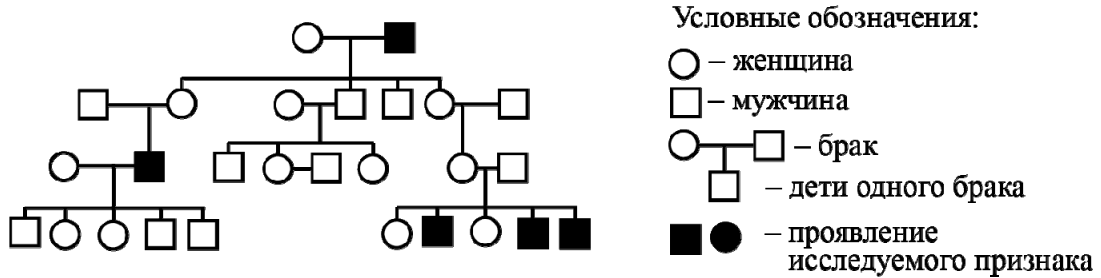 Условные обозначения:
– женщина
– мужчина
– брак
– дети одного брака
– проявление
исследуемого признака